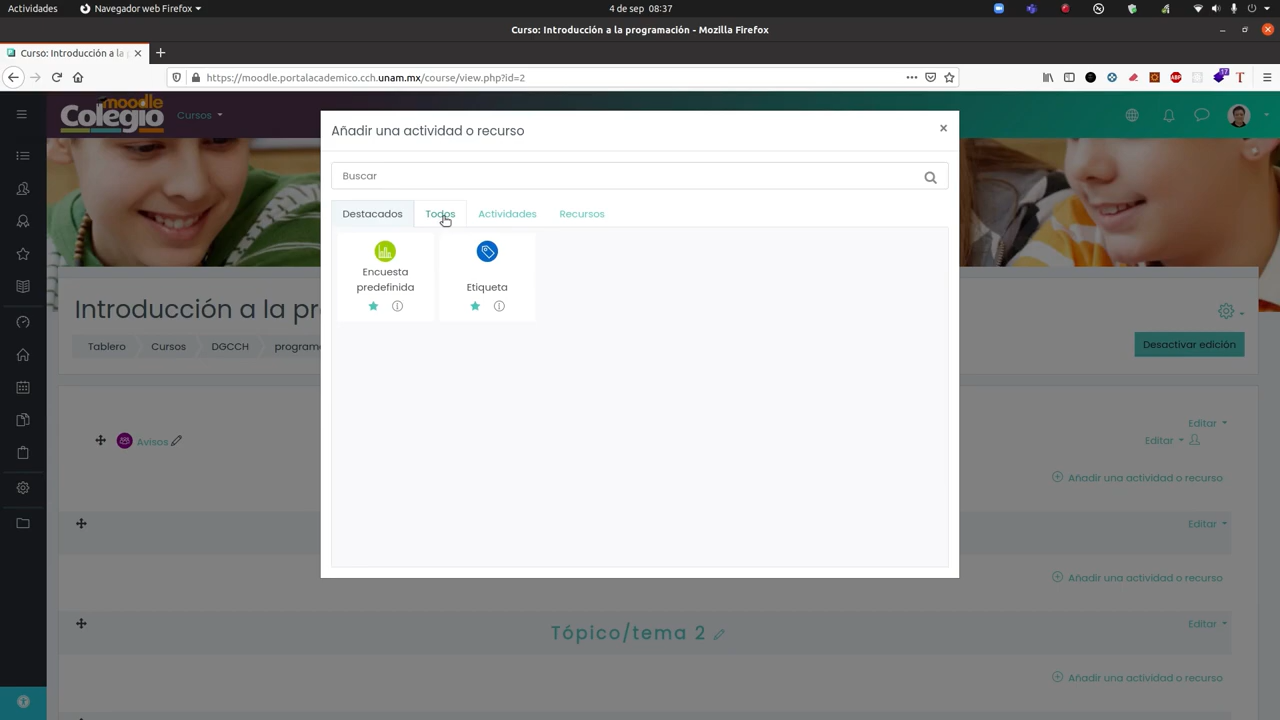 Actividades
Navegador web Firefox
4 de sep 08:37
Curso: Introducción a la programación - Mozilla Firefox
Curso: Introducción a la
https://moodle.portalacademico.cch.unam.mx/course/view.php?id=2
17
ABP
T
moodle
Colegio
Cursos
Añadir una actividad o recurso
×
Buscar
Destacados
Todos
Actividades
Recursos
Encuesta
predefinida
Etiqueta
Introducción a la pr
Tablero
Cursos
DGCCH
Desactivar edición
Avisos
Editar
Editar
Añadir una actividad o recurso
Editar
Añadir una actividad o recurso
Tópico/tema 2
Editar
Añadir una actividad o recurso